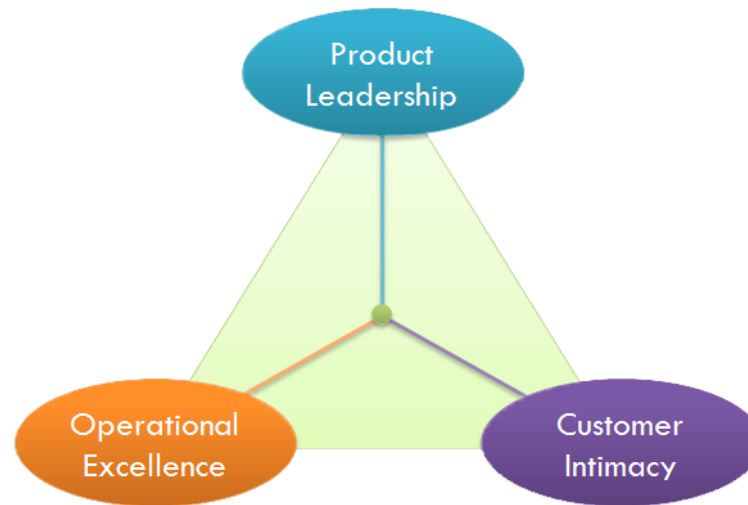 Product
Leadership
Operational
Excellence
Customer
Intimacy